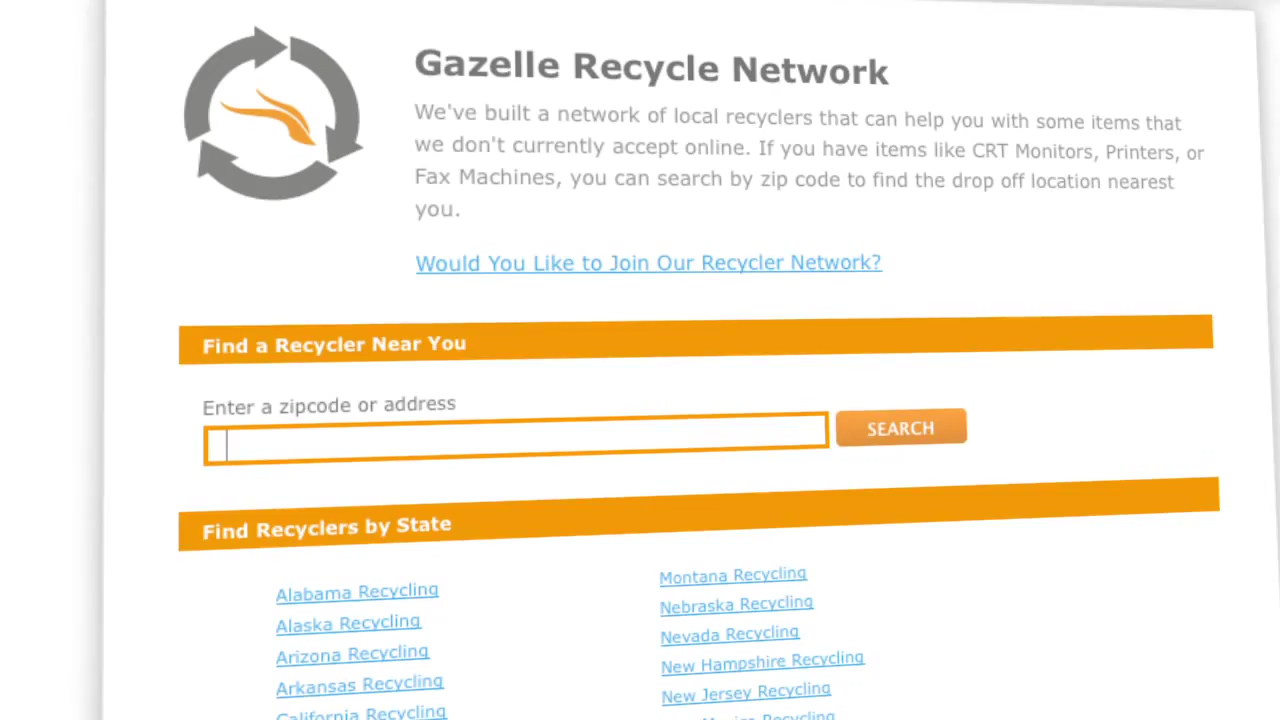 Gazelle Recycle Network
We've built a network of local recyclers that can help you with some items that
we don't currently accept online. If you have items like CRT Monitors, Printers, or
Fax Machines, you can search by zip code to find the drop off location nearest
you.
Would You Like to Join Our Recycler Network?
Find a Recycler Near You
Enter a zipcode or address
SEARCH
Find Recyclers by State
Alabama Recycling
Alaska Recycling
Arizona Recycling
Arkansas Recycling
California Recycling
Montana Recycling
Nebraska Recycling
Nevada Recycling
New Hampshire Recycling
New Jersey Recycling
New Mexico Recycling